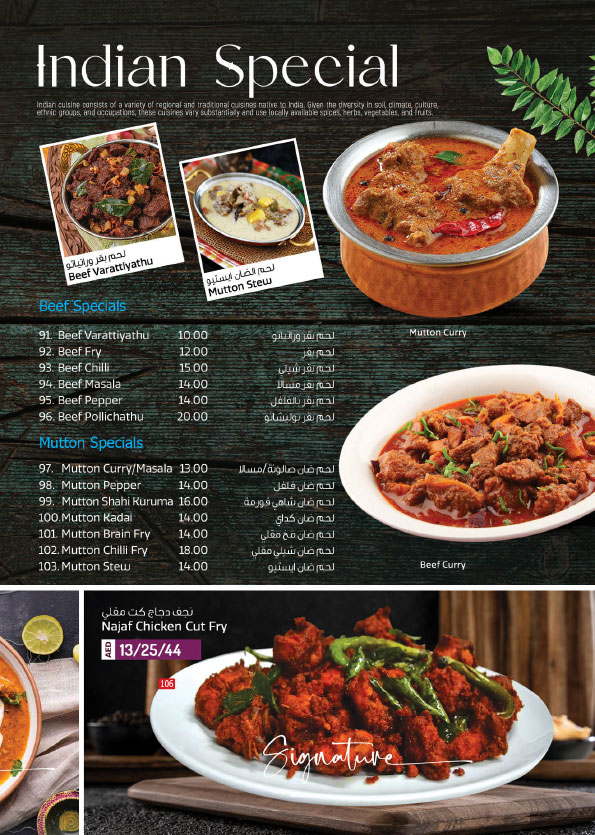 Indian Special
Indian cuisine consists of a variety of regional and traditional cuisines native to India. Given the diversity in soil, climate, culture,
ethnic groups, and occupations, these cuisines vary substantially and use locally available spices, herbs, vegetables, and fruits.
لحم بقر وراتياتو
Beef Varattiyathu
لحم الضان ايستيو
Mutton Stew
Mutton Curry
Beef Specials
91. Beef Varattiyathu 10.00 لحم بقر وراتياتو
92. Beef Fry 12.00 لحم بقر
93. Beef Chilli 15.00 لحم بقر شيلي
94. Beef Masala 14.00 لحم بقر مسالا
95. Beef Pepper 14.00 لحم بقر بالفلفل
96. Beef Pollichathu 20.00 لحم بقر بوليشاتو
Mutton Specials
97. Mutton Curry/Masala 13.00 لحم ضان صالونة/مسالا
98. Mutton Pepper 14.00 لحم ضان فلفل
99. Mutton Shahi Kuruma 16.00 لحم ضان شاهي قورمة
100. Mutton Kadai 14.00 لحم ضان كداي
101. Mutton Brain Fry 14.00 لحم ضان مخ مقلي
102. Mutton Chilli Fry 18.00 لحم ضان شيلي مقلي
103. Mutton Stew 14.00 لحم ضان ايستيو
Beef Curry
نجف دجاج كت مقلي
Najaf Chicken Cut Fry
AED 13/25/44
106
Signature